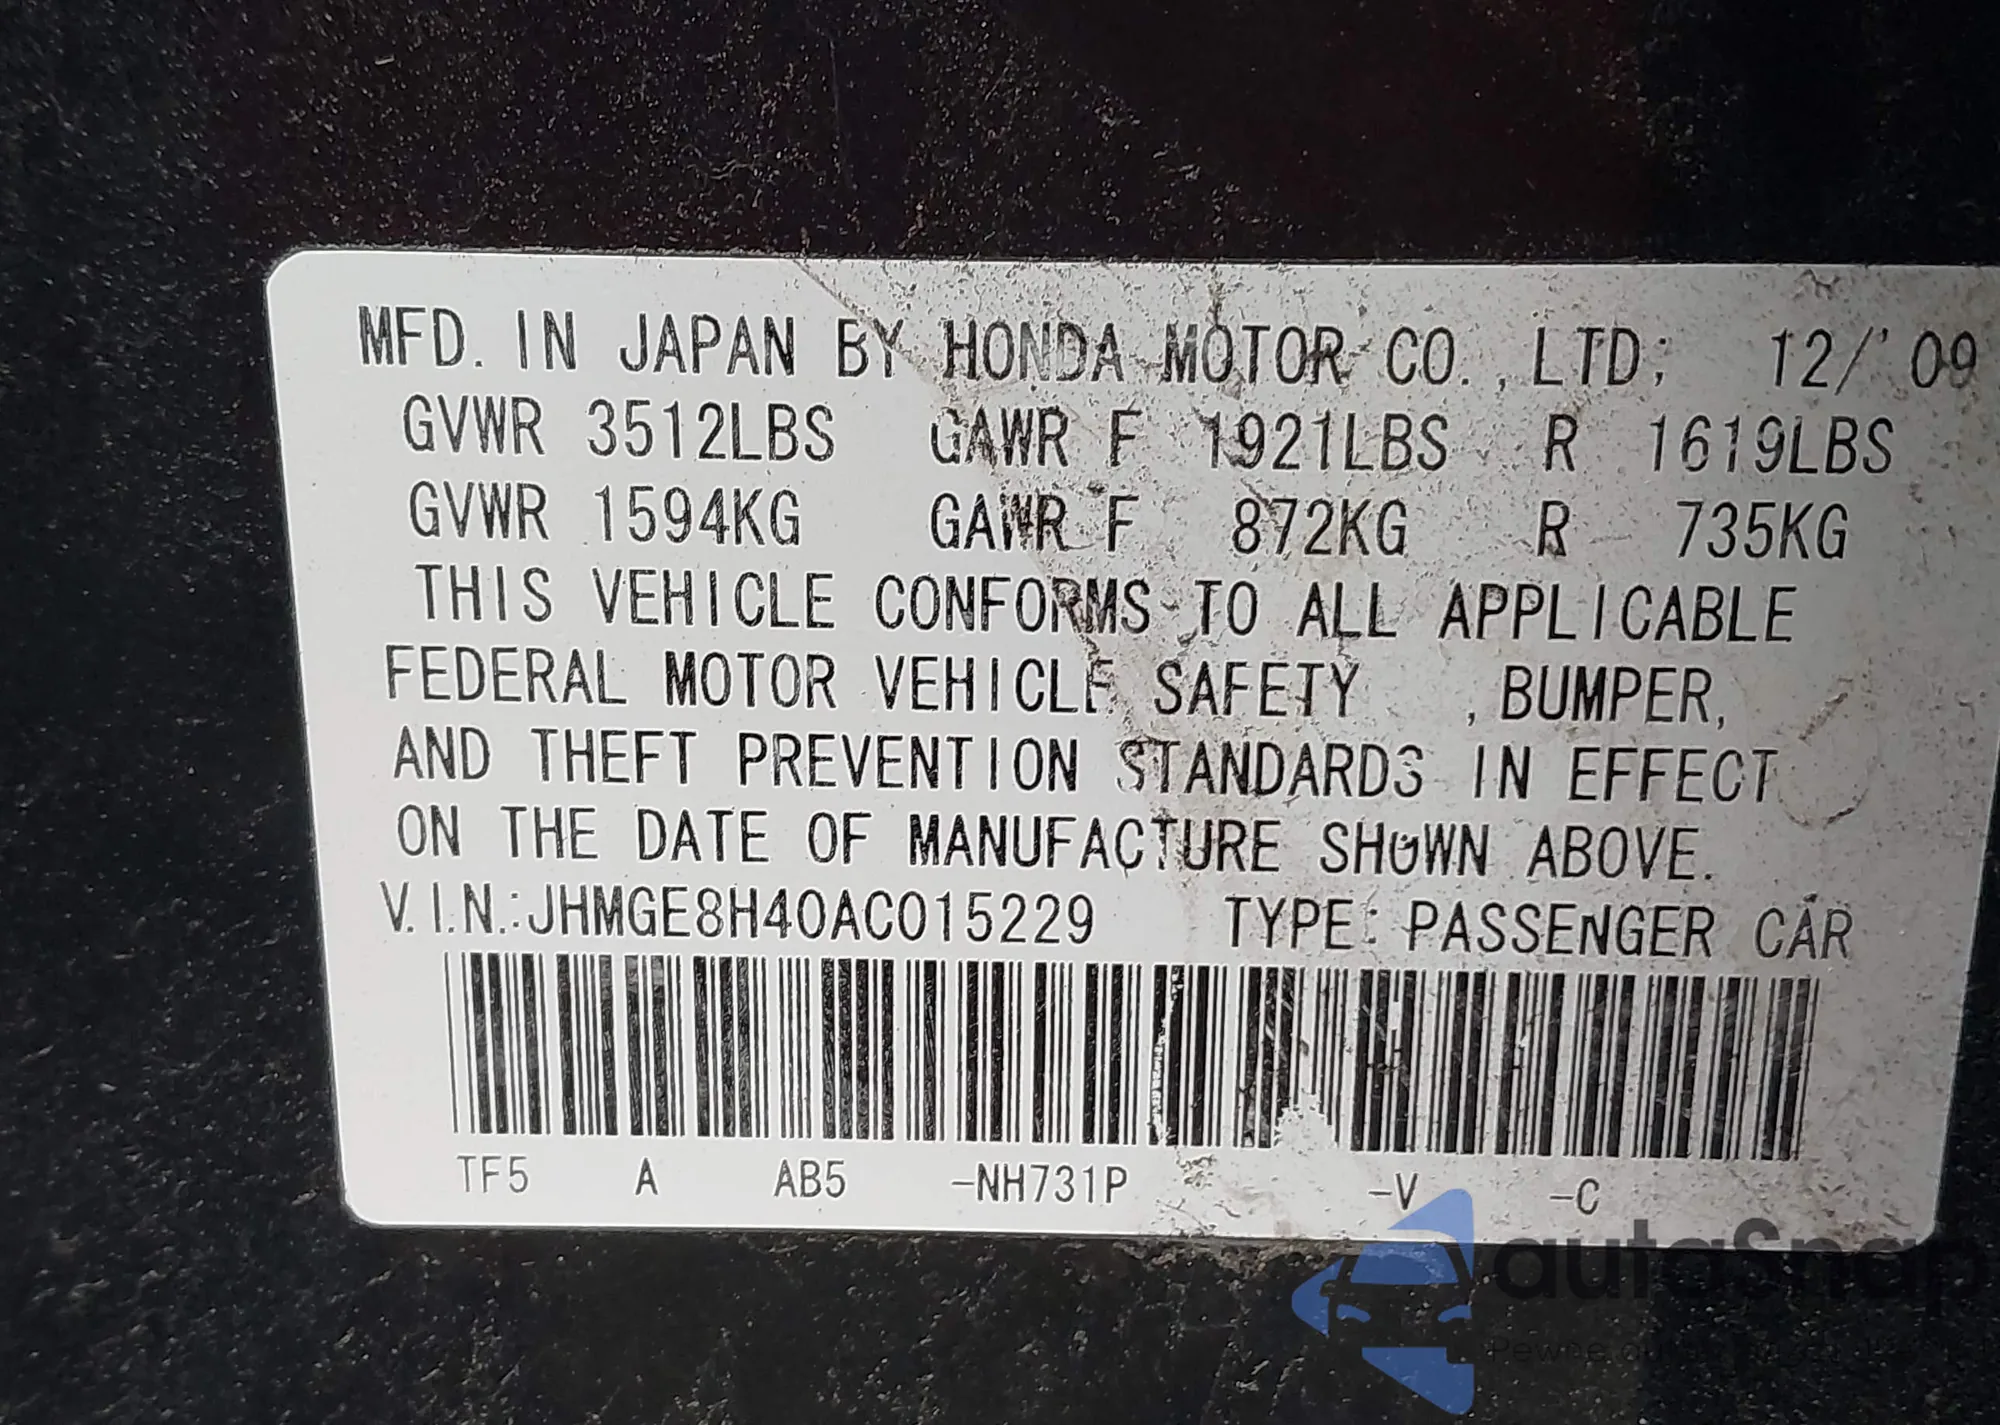 MFD. IN JAPAN BY HONDA MOTOR CO., LTD; 12/'09
GVWR 3512LBS GAWR F 1921LBS R 1619LBS
GVWR 1594KG GAWR F 872KG R 735KG
THIS VEHICLE CONFORMS TO ALL APPLICABLE
FEDERAL MOTOR VEHICLE SAFETY , BUMPER,
AND THEFT PREVENTION STANDARDS IN EFFECT
ON THE DATE OF MANUFACTURE SHOWN ABOVE.
V.I.N.:JHMGE8H40AC015229 TYPE: PASSENGER CAR
TF5 A AB5 -NH731P -V -C
autoSnap
Pewne